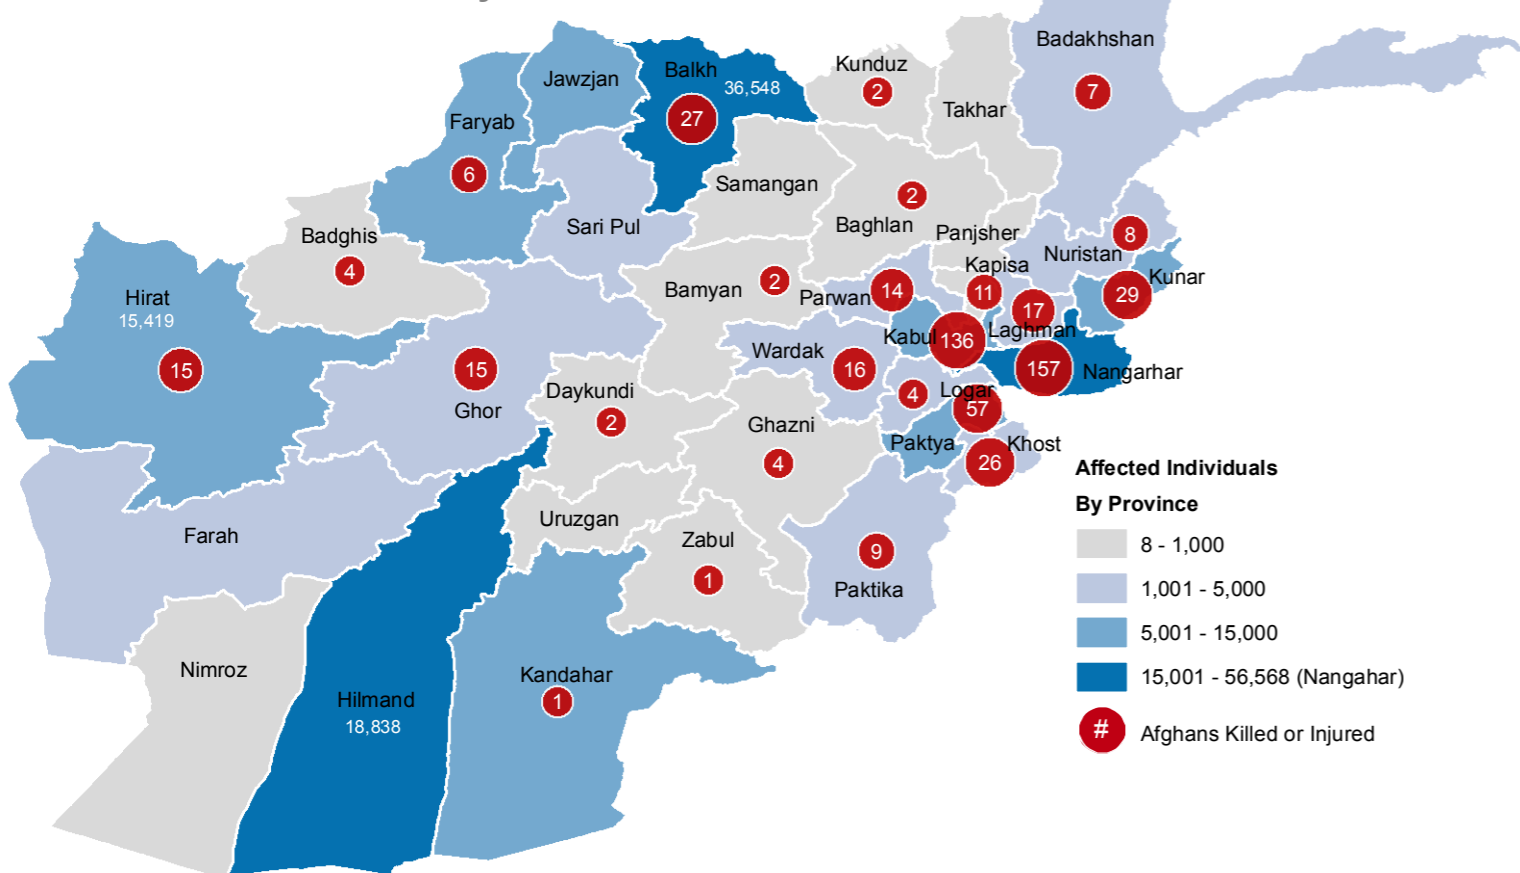 Badakhshan
7
Kunduz
2
Takhar
Balkh
36,548
27
Jawzjan
Faryab
6
Samangan
Baghlan
2
Sari Pul
Panjsher
Nuristan
8
Badghis
4
Kapisa
11
Kunar
29
Hirat
15,419
15
Bamyan
2
Parwan
14
17
Laghman
Kabul
136
157
Nangarhar
Wardak
16
Ghor
15
Daykundi
2
Logar
4
57
Ghazni
4
Paktya
Khost
26
Uruzgan
Farah
Zabul
1
9
Paktika
Nimroz
Hilmand
18,838
Kandahar
1
Affected Individuals
By Province
8 - 1,000
1,001 - 5,000
5,001 - 15,000
15,001 - 56,568 (Nangahar)
# Afghans Killed or Injured